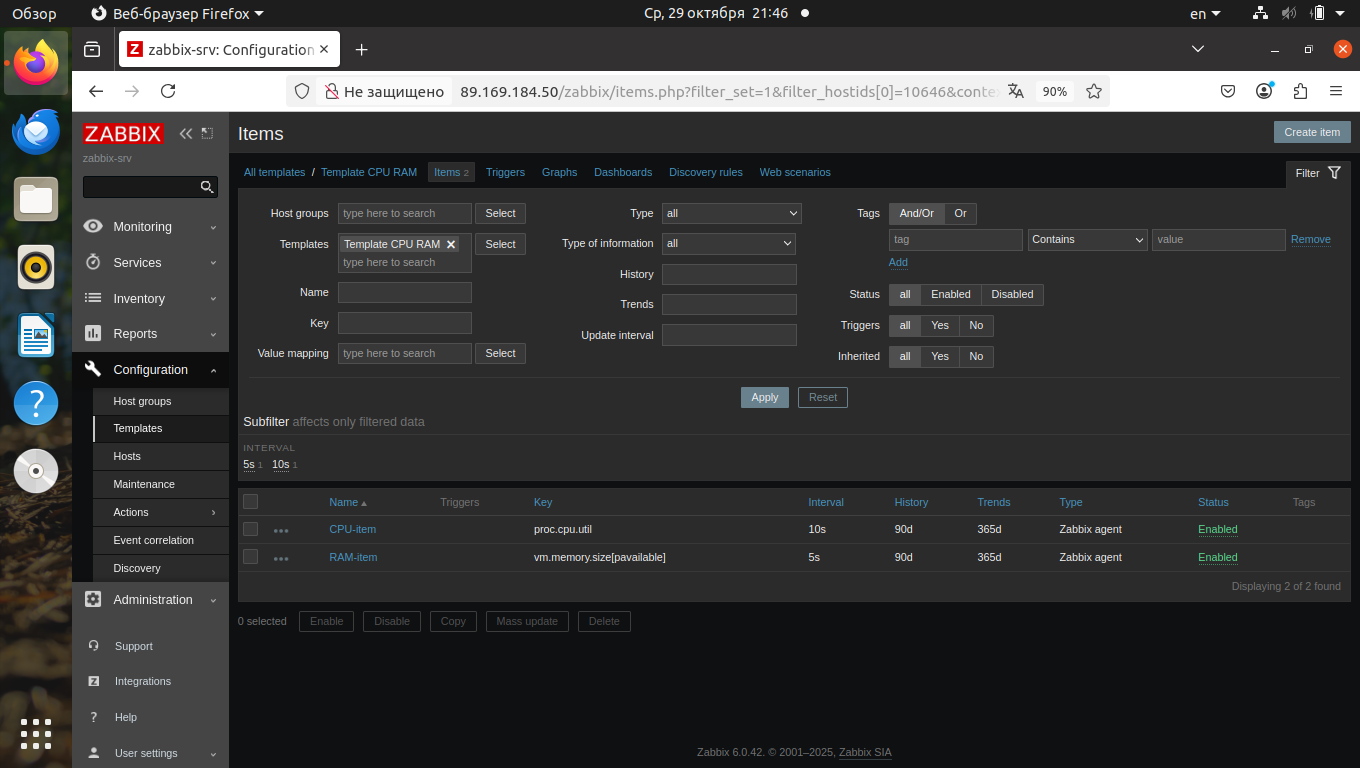 Обзор Веб-браузер Firefox Ср, 29 октября 21:46 en
zabbix-srv: Configuration
Не защищено 89.169.184.50/zabbix/items.php?filter_set=1&filter_hostids[0]=10646&conte 90%
ZABBIX
zabbix-srv
Monitoring
Services
Inventory
Reports
Configuration
Host groups
Templates
Hosts
Maintenance
Actions
Event correlation
Discovery
Administration
Support
Integrations
Help
User settings
Items Create item
All templates / Template CPU RAM Items 2 Triggers Graphs Dashboards Discovery rules Web scenarios Filter
Host groups type here to search Select Type all Tags And/Or Or
tag Contains value Remove
Templates Template CPU RAM Select Type of information all
type here to search Add
History
Name Status all Enabled Disabled
Trends
Key Triggers all Yes No
Update interval
Value mapping type here to search Select Inherited all Yes No
Apply Reset
Subfilter affects only filtered data
INTERVAL
5s 1 10s 1
Name Triggers Key Interval History Trends Type Status Tags
CPU-item proc.cpu.util 10s 90d 365d Zabbix agent Enabled
RAM-item vm.memory.size[pavailable] 5s 90d 365d Zabbix agent Enabled
Displaying 2 of 2 found
0 selected Enable Disable Copy Mass update Delete
Zabbix 6.0.42. © 2001–2025, Zabbix SIA